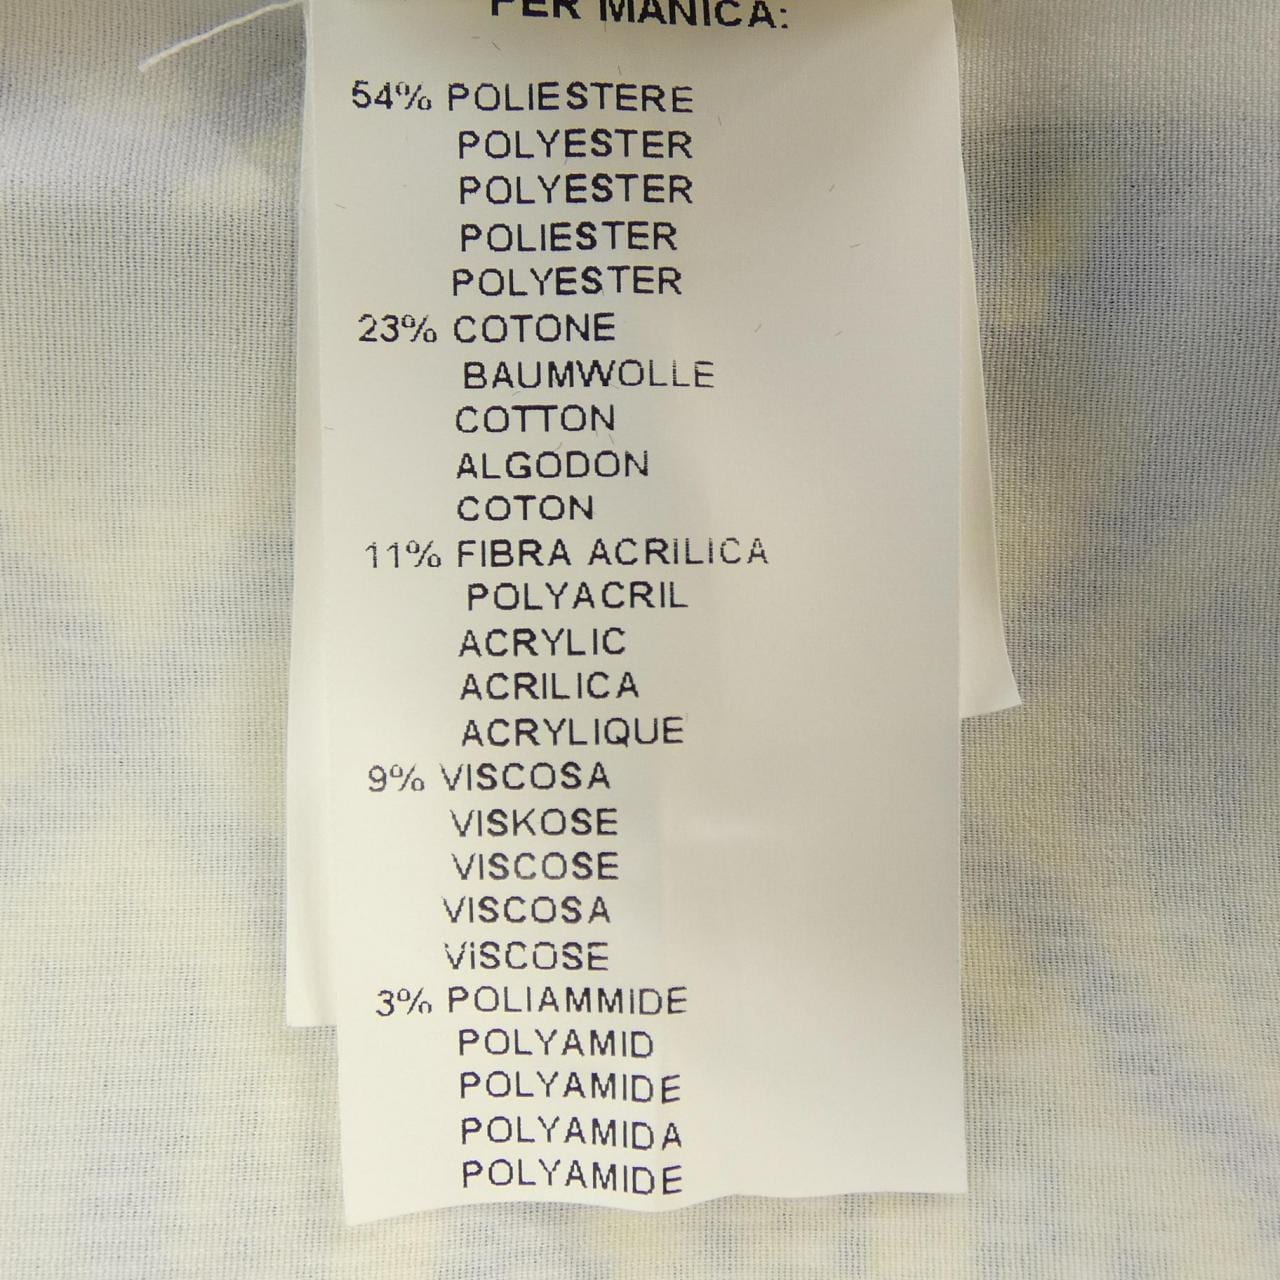 PER MANICA:
54% POLIESTERE
POLYESTER
POLYESTER
POLIESTER
POLYESTER
23% COTONE
BAUMWOLLE
COTTON
ALGODON
COTON
11% FIBRA ACRILICA
POLYACRIL
ACRYLIC
ACRILICA
ACRYLIQUE
9% VISCOSA
VISKOSE
VISCOSE
VISCOSA
VISCOSE
3% POLIAMMIDE
POLYAMID
POLYAMIDE
POLYAMIDA
POLYAMIDE